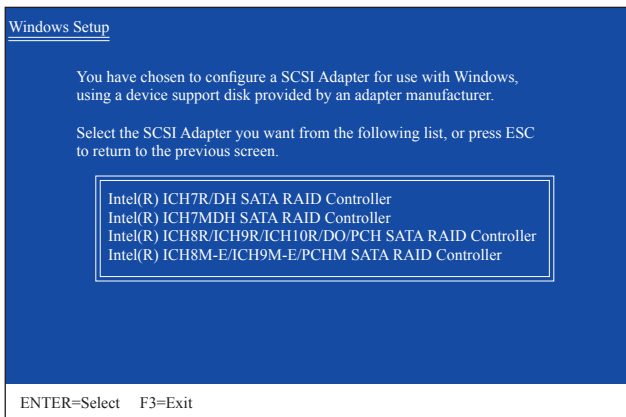 Windows Setup
You have chosen to configure a SCSI Adapter for use with Windows,
using a device support disk provided by an adapter manufacturer.
Select the SCSI Adapter you want from the following list, or press ESC
to return to the previous screen.
Intel(R) ICH7R/DH SATA RAID Controller
Intel(R) ICH7MDH SATA RAID Controller
Intel(R) ICH8R/ICH9R/ICH10R/DO/PCH SATA RAID Controller
Intel(R) ICH8M-E/ICH9M-E/PCHM SATA RAID Controller
ENTER=Select F3=Exit